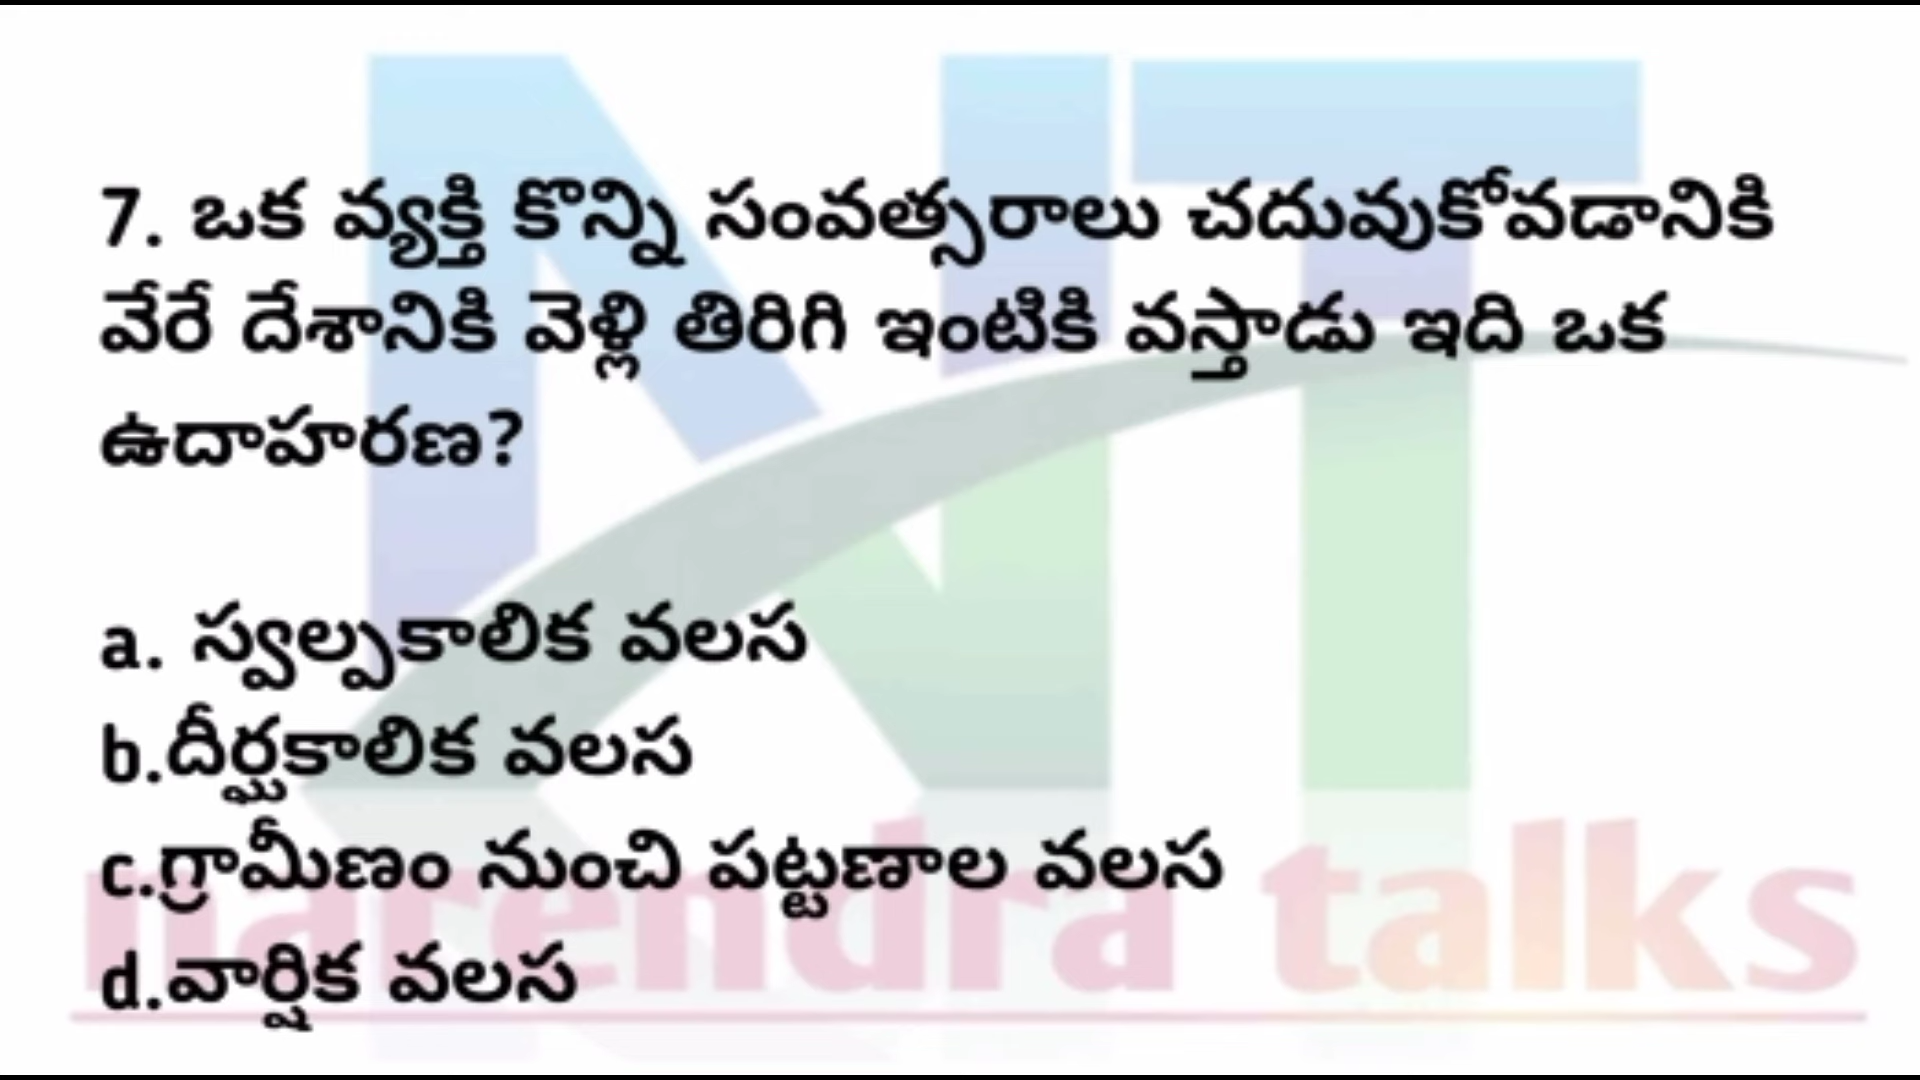 7. ఒక వ్యక్తి కొన్ని సంవత్సరాలు చదువుకోవడానికి
వేరే దేశానికి వెళ్లి తిరిగి ఇంటికి వస్తాడు ఇది ఒక
ఉదాహరణ?
a. స్వల్పకాలిక వలస
b.దీర్ఘకాలిక వలస
c.గ్రామీణం నుంచి పట్టణాల వలస
d.వార్షిక వలస
NT
narendra talks